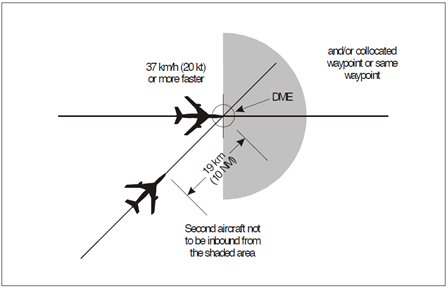 37 km/h (20 kt)
or more faster
and/or collocated
waypoint or same
waypoint
DME
19 km
(10 NM)
Second aircraft not
to be inbound from
the shaded area